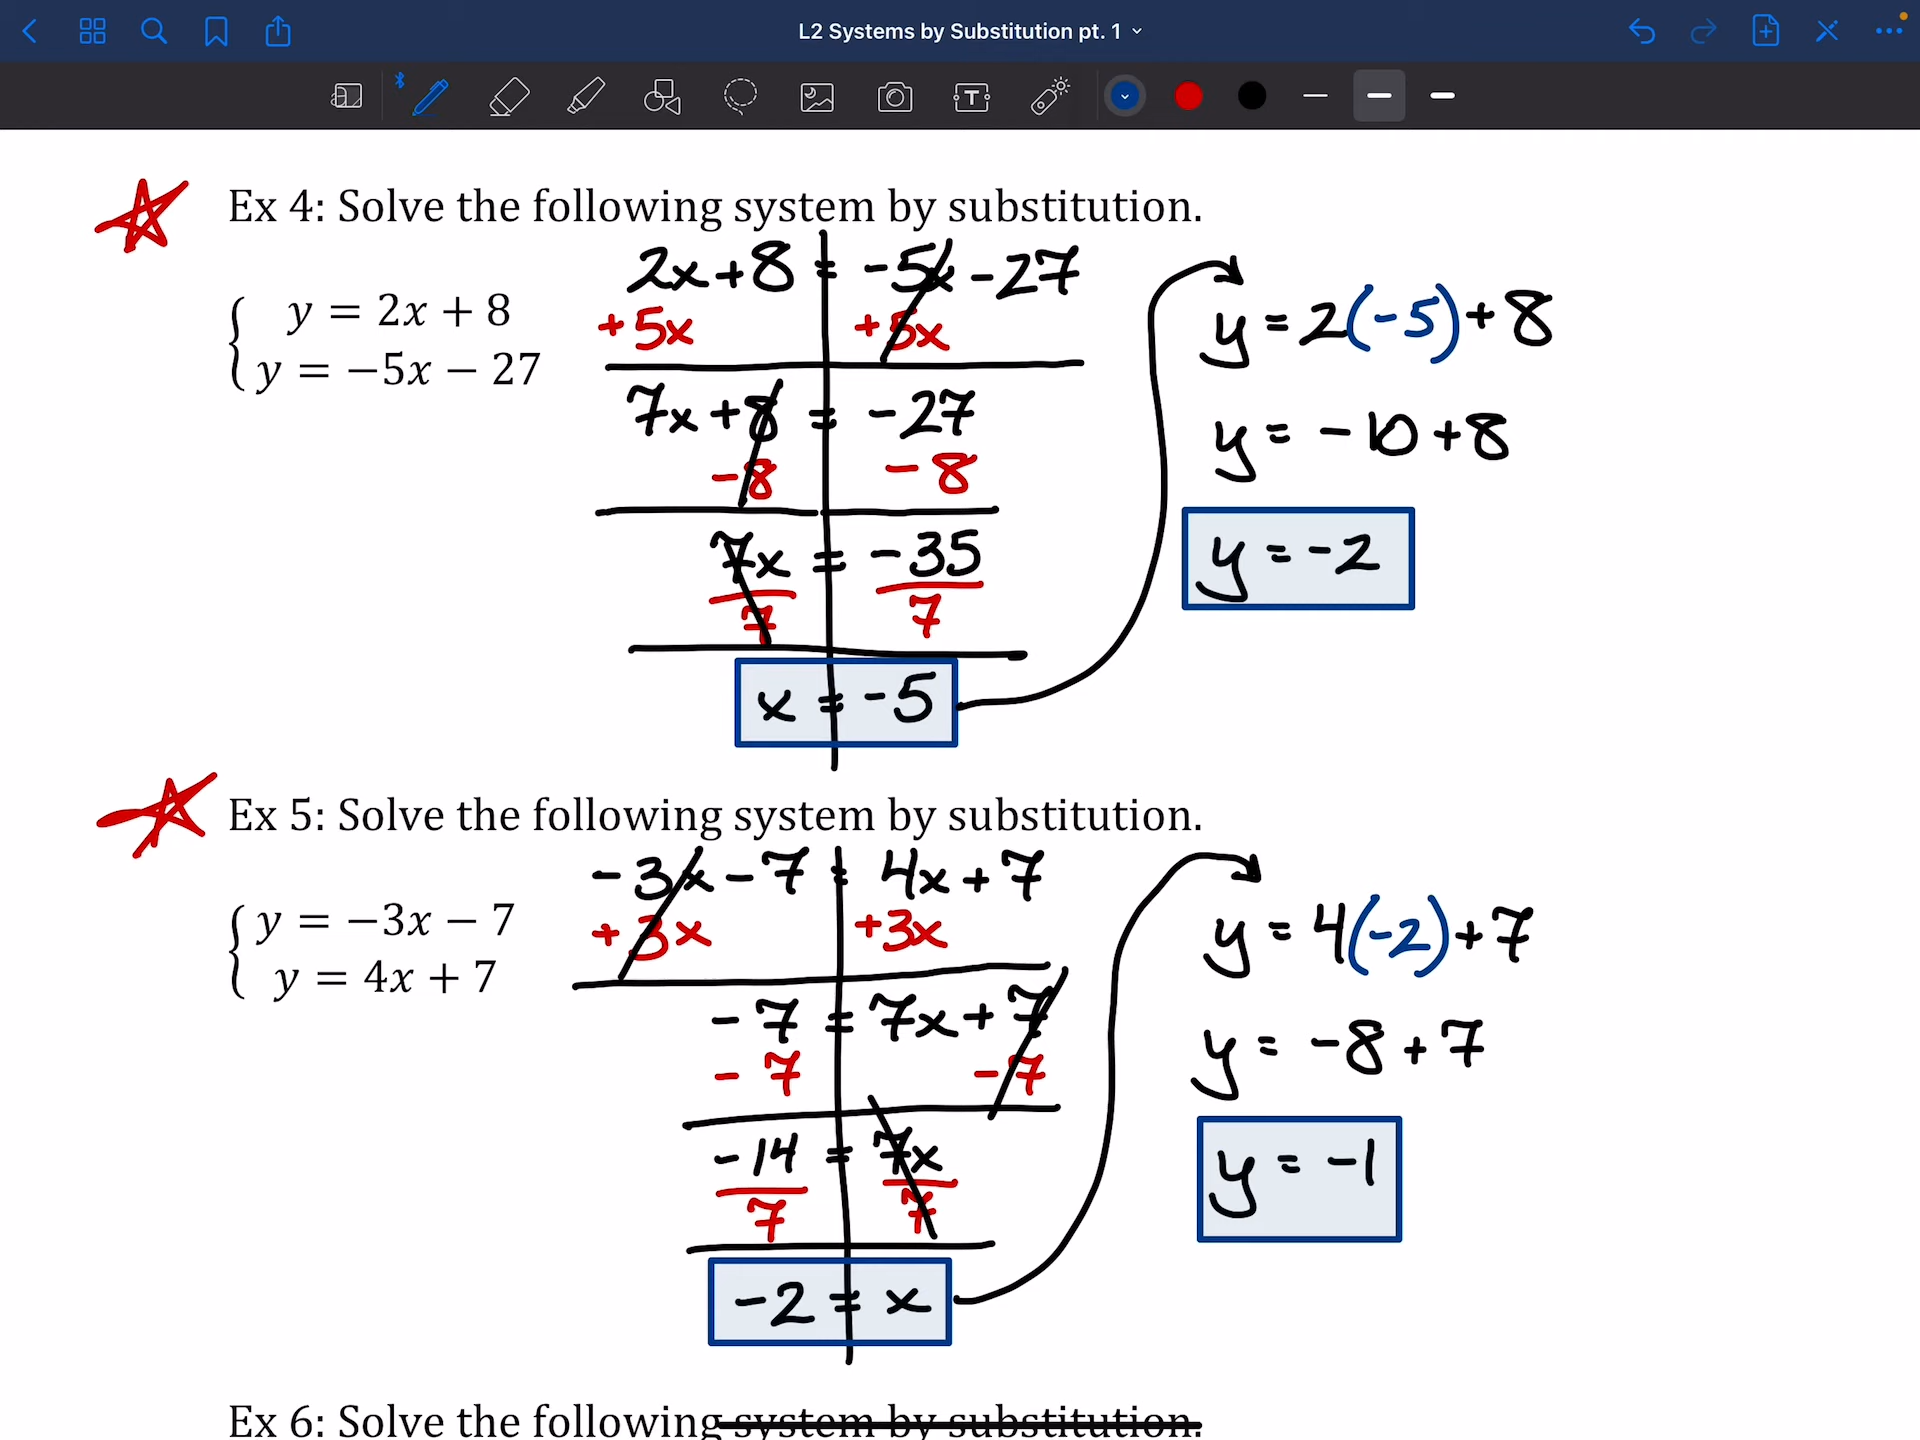 L2 Systems by Substitution pt. 1
Ex 4: Solve the following system by substitution.
y = 2x + 8
y = −5x − 27
2x+8 = -5x -27
+5x +5x
7x+8 = -27
-8 -8
7x = -35
7 7
x = -5
y = 2(-5)+8
y = -10+8
y = -2
Ex 5: Solve the following system by substitution.
y = −3x − 7
y = 4x + 7
-3x-7 = 4x+7
+3x +3x
-7 = 7x+7
-7 -7
-14 = 7x
7 7
-2 = x
y = 4(-2)+7
y = -8+7
y = -1
Ex 6: Solve the following system by substitution.